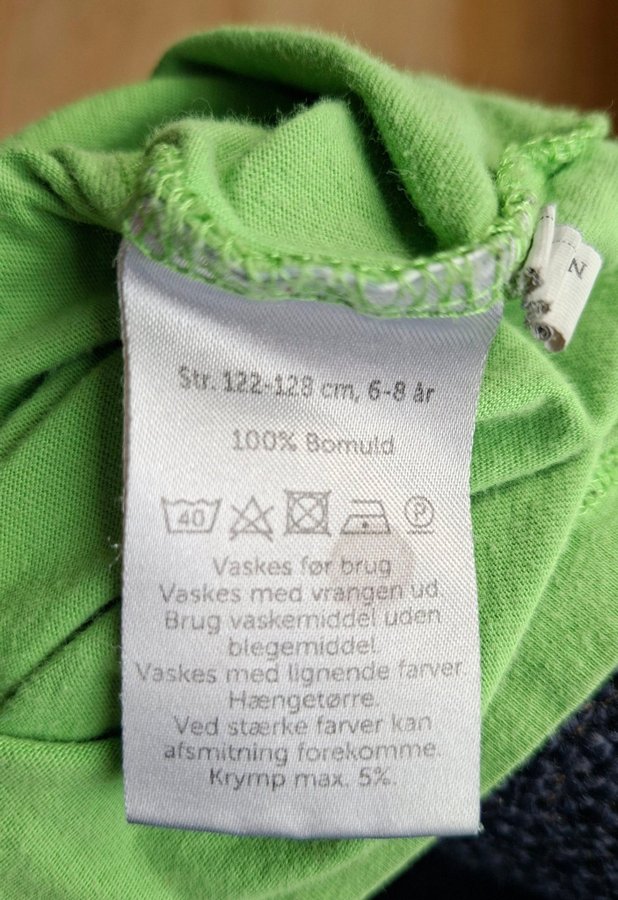 Str. 122-128 cm, 6-8 år
100% Bomuld
40 P
Vaskes før brug
Vaskes med vrangen ud.
Brug vaskemiddel uden
blegemiddel.
Vaskes med lignende farver.
Hængetørre.
Ved stærke farver kan
afsmitning forekomme.
Krymp max. 5%.
N